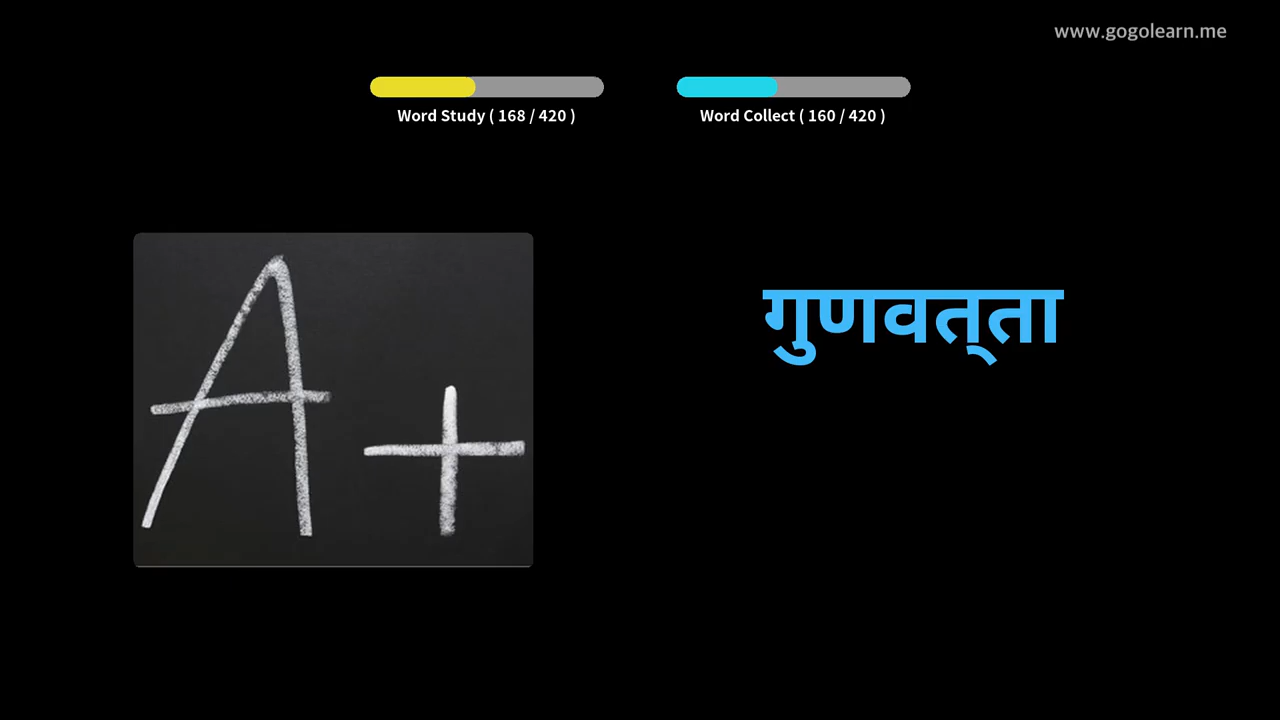 www.gogolearn.me
Word Study ( 168 / 420 )
Word Collect ( 160 / 420 )
A+
गुणवत्‌ता